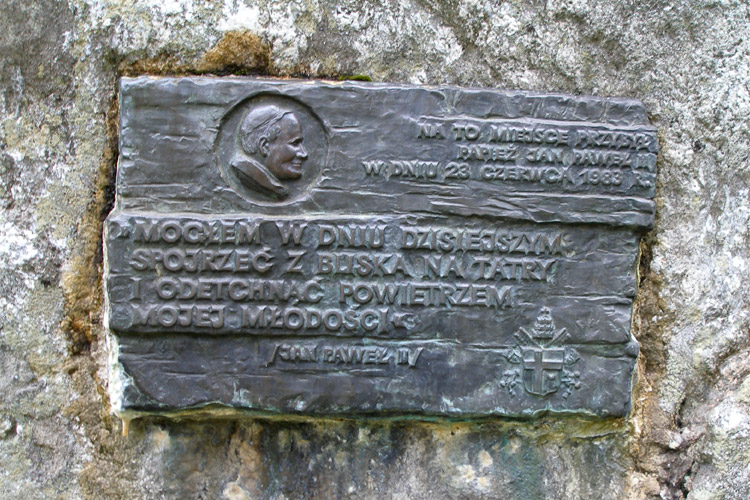 NA TO MIEJSCE PRZYBYŁ
PAPIEŻ JAN PAWEŁ II
W DNIU 23 CZERWCA 1983 R.
"MOGŁEM W DNIU DZISIEJSZYM
SPOJRZEĆ Z BLISKA NA TATRY
I ODETCHNĄĆ POWIETRZEM
MOJEJ MŁODOŚCI"
/JAN PAWEŁ II/